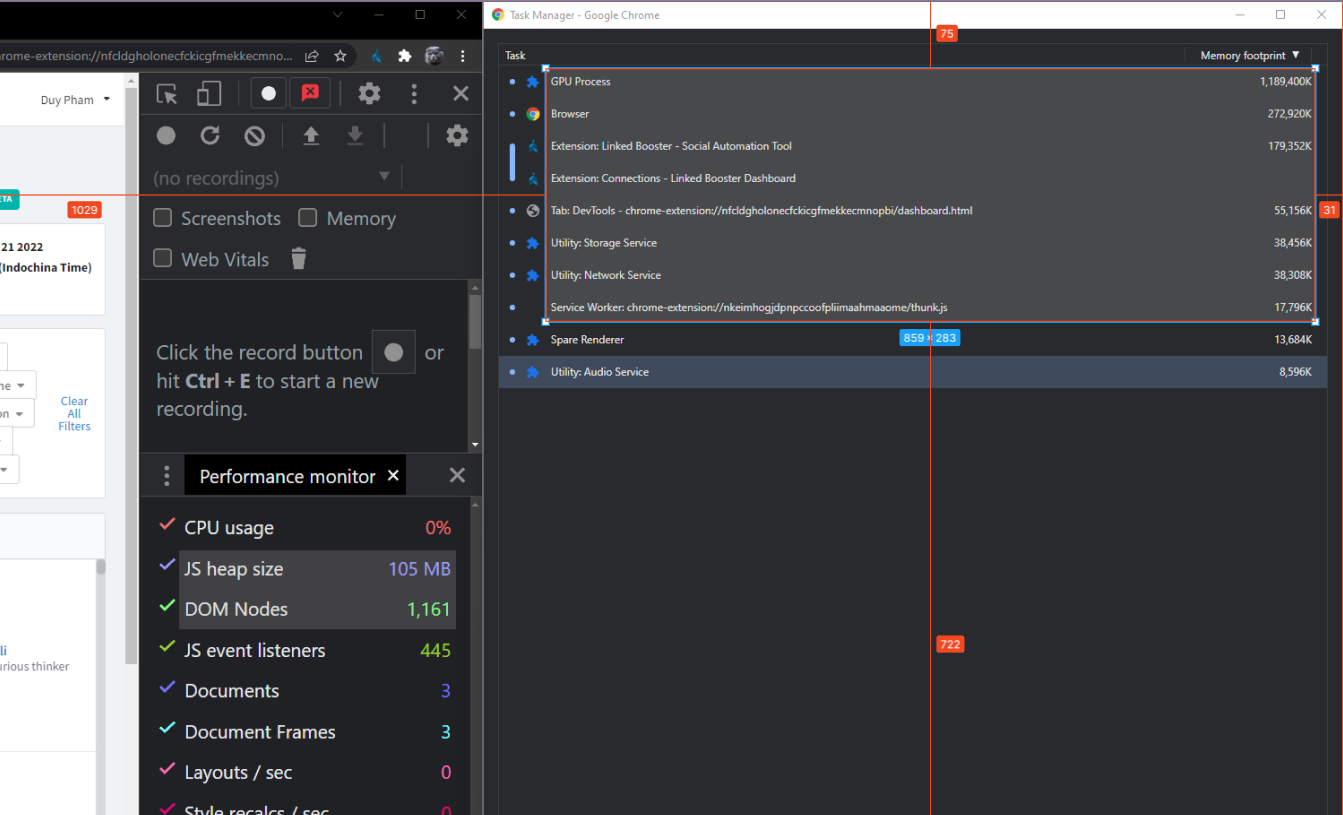 Task Manager - Google Chrome
rome-extension://nfcldgholonecfckicgfmekkecmno...
75
Task
Memory footprint ▼
Duy Pham
GPU Process 1,189,400K
Browser 272,920K
Extension: Linked Booster - Social Automation Tool 179,352K
Extension: Connections - Linked Booster Dashboard
Tab: DevTools - chrome-extension://nfcldgholonecfckicgfmekkecmnopbi/dashboard.html 55,156K
Utility: Storage Service 38,456K
Utility: Network Service 38,308K
Service Worker: chrome-extension://nkeimhogjdpnpccoofpliimaahmaaome/thunk.js 17,796K
Spare Renderer 13,684K
Utility: Audio Service 8,596K
859 × 283
31
722
(no recordings)
ETA
1029
Screenshots
Memory
Web Vitals
21 2022
(Indochina Time)
Click the record button or
hit Ctrl + E to start a new
recording.
ne
on
Clear
All
Filters
Performance monitor
CPU usage 0%
JS heap size 105 MB
DOM Nodes 1,161
JS event listeners 445
Documents 3
Document Frames 3
Layouts / sec 0
Style recalcs / sec 0
li
urious thinker